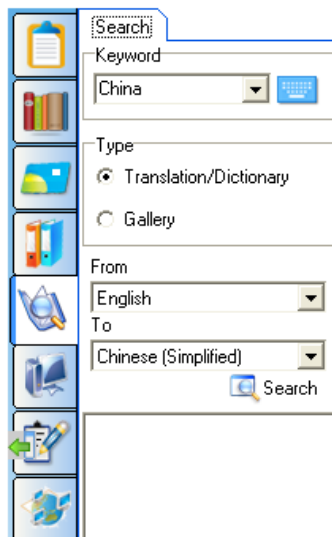 Search
Keyword
China
Type
Translation/Dictionary
Gallery
From
English
To
Chinese (Simplified)
Search